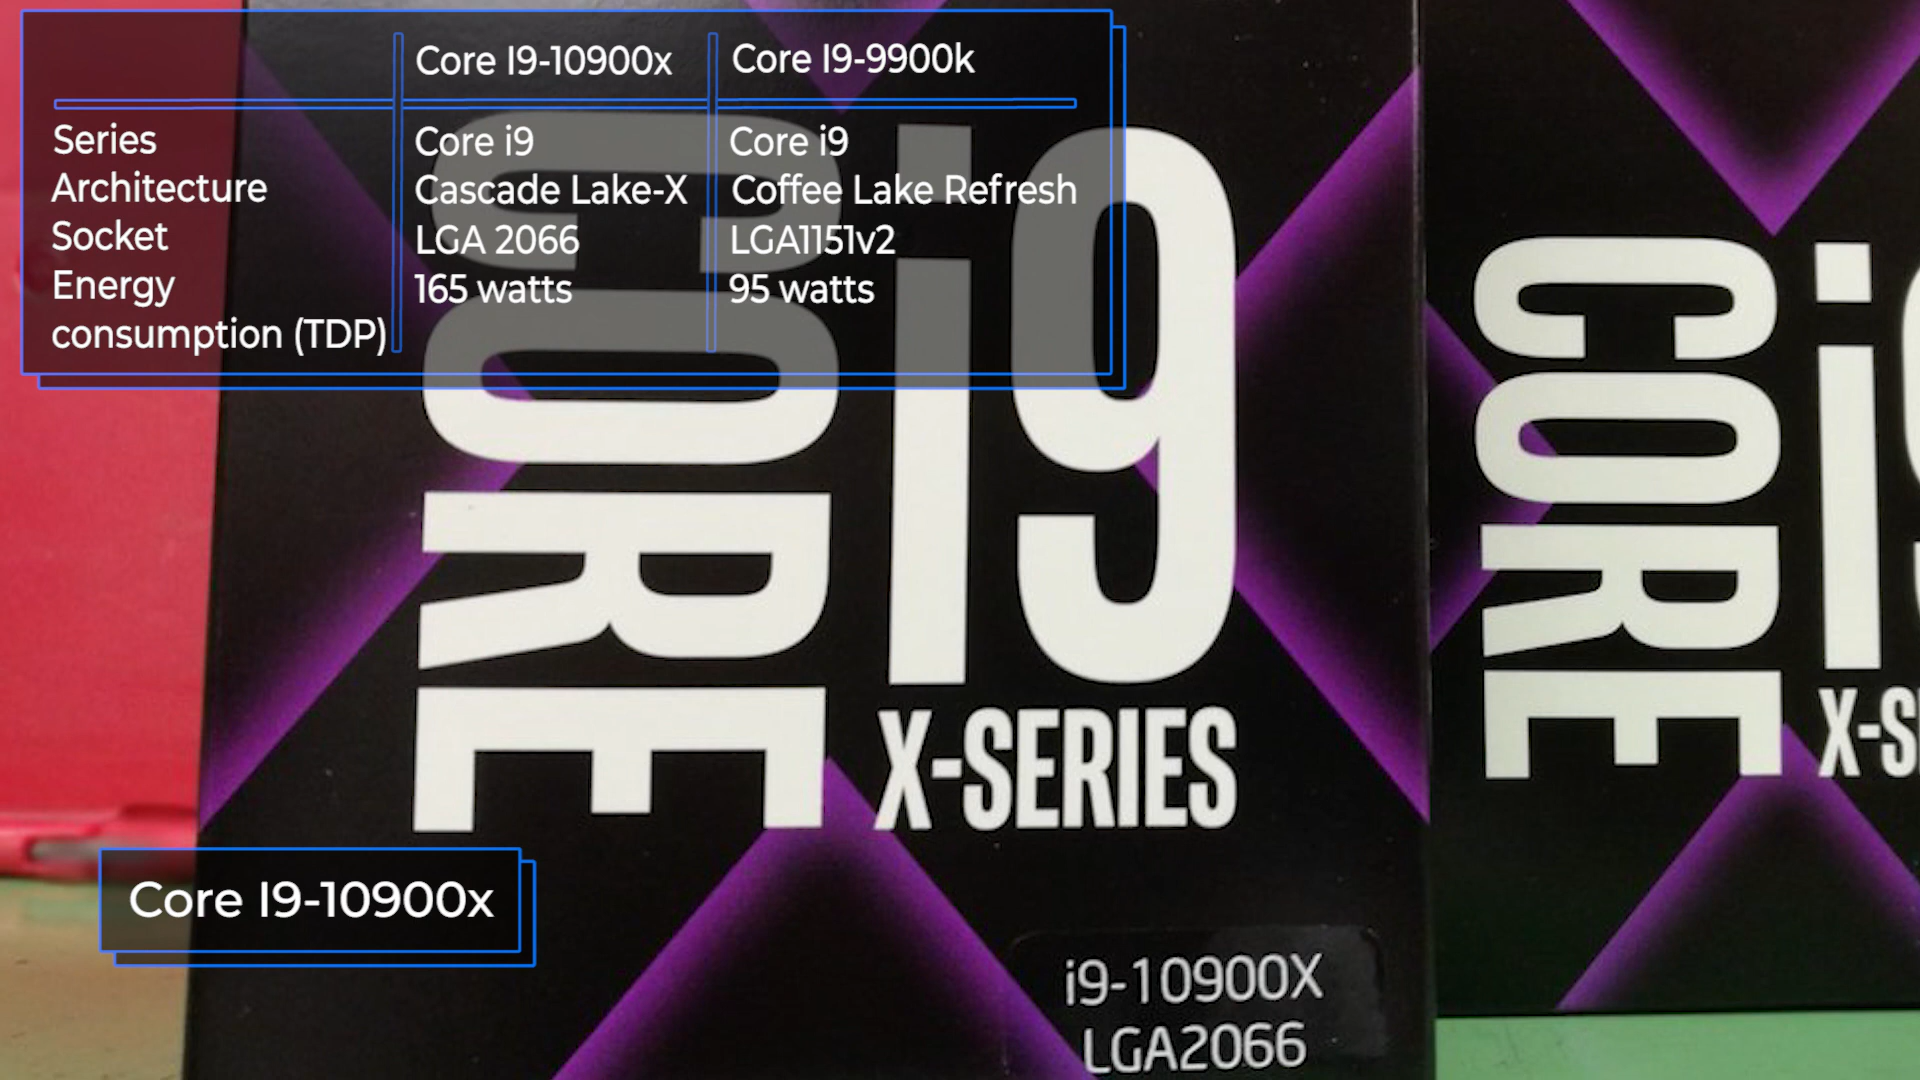 Core I9-10900x Core I9-9900k
Series Core i9 Core i9
Architecture Cascade Lake-X Coffee Lake Refresh
Socket LGA 2066 LGA1151v2
Energy 165 watts 95 watts
consumption (TDP)
CORE i9
X-SERIES
i9-10900X
LGA2066
CORE i9
X-S
Core I9-10900x